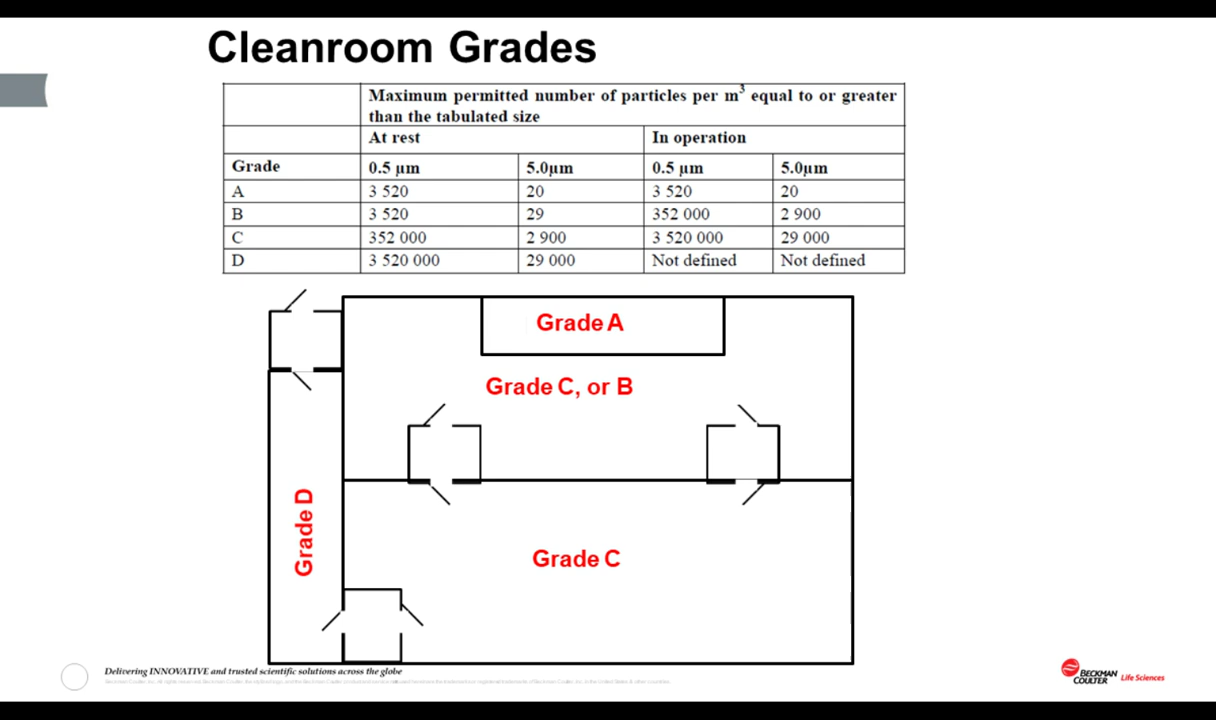 Cleanroom Grades
Maximum permitted number of particles per m³ equal to or greater
than the tabulated size
At rest In operation
Grade 0.5 µm 5.0µm 0.5 µm 5.0µm
A 3 520 20 3 520 20
B 3 520 29 352 000 2 900
C 352 000 2 900 3 520 000 29 000
D 3 520 000 29 000 Not defined Not defined
Grade A
Grade C, or B
Grade D
Grade C
Delivering INNOVATIVE and trusted scientific solutions across the globe
BECKMAN
COULTER Life Sciences